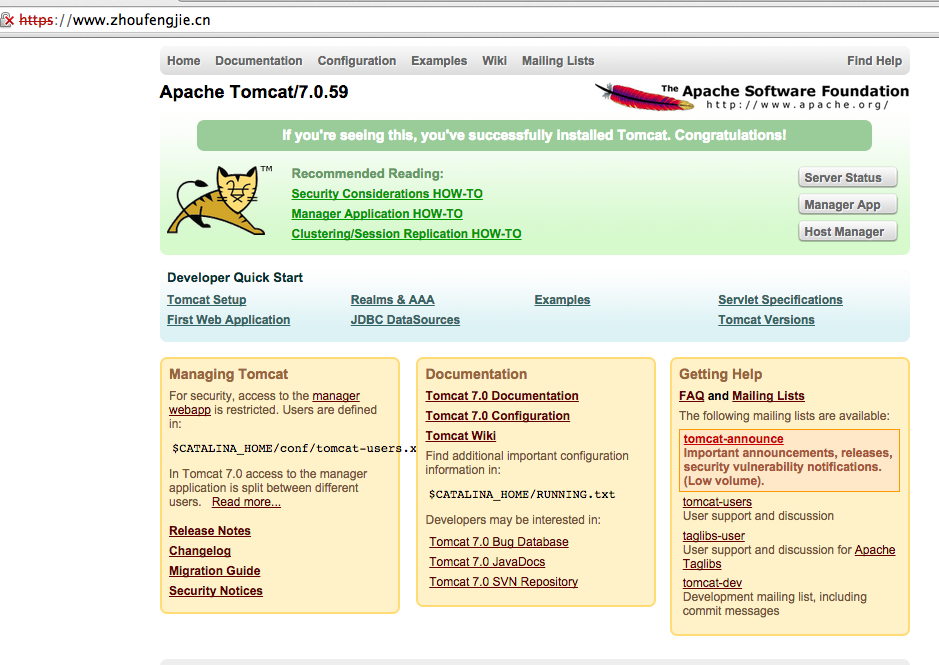 https://www.zhoufengjie.cn
Home Documentation Configuration Examples Wiki Mailing Lists Find Help
Apache Tomcat/7.0.59
The Apache Software Foundation
http://www.apache.org/
If you're seeing this, you've successfully installed Tomcat. Congratulations!
TM
Recommended Reading:
Security Considerations HOW-TO
Manager Application HOW-TO
Clustering/Session Replication HOW-TO
Server Status
Manager App
Host Manager
Developer Quick Start
Tomcat Setup Realms & AAA Examples Servlet Specifications
First Web Application JDBC DataSources Tomcat Versions
Managing Tomcat
For security, access to the manager
webapp is restricted. Users are defined
in:
$CATALINA_HOME/conf/tomcat-users.x
In Tomcat 7.0 access to the manager
application is split between different
users. Read more...
Release Notes
Changelog
Migration Guide
Security Notices
Documentation
Tomcat 7.0 Documentation
Tomcat 7.0 Configuration
Tomcat Wiki
Find additional important configuration
information in:
$CATALINA_HOME/RUNNING.txt
Developers may be interested in:
Tomcat 7.0 Bug Database
Tomcat 7.0 JavaDocs
Tomcat 7.0 SVN Repository
Getting Help
FAQ and Mailing Lists
The following mailing lists are available:
tomcat-announce
Important announcements, releases,
security vulnerability notifications.
(Low volume).
tomcat-users
User support and discussion
taglibs-user
User support and discussion for Apache
Taglibs
tomcat-dev
Development mailing list, including
commit messages